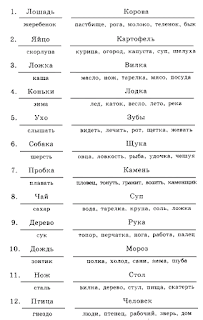 1. Лошадь Корова
жеребенок пастбище, рога, молоко, теленок, бык
2. Яйцо Картофель
скорлупа курица, огород, капуста, суп, шелуха
3. Ложка Вилка
каша масло, нож, тарелка, мясо, посуда
4. Коньки Лодка
зима лед, каток, весло, лето, река
5. Ухо Зубы
слышать видеть, лечить, рот, щетка, жевать
6. Собака Щука
шерсть овца, ловкость, рыба, удочка, чешуя
7. Пробка Камень
плавать пловец, тонуть, гранит, возить, каменщик
8. Чай Суп
сахар вода, тарелка, крупа, соль, ложка
9. Дерево Рука
сук топор, перчатка, нога, работа, палец
10. Дождь Мороз
зонтик палка, холод, сани, зима, шуба
11. Нож Стол
сталь вилка, дерево, стул, пища, скатерть
12. Птица Человек
гнездо люди, птенец, рабочий, зверь, дом